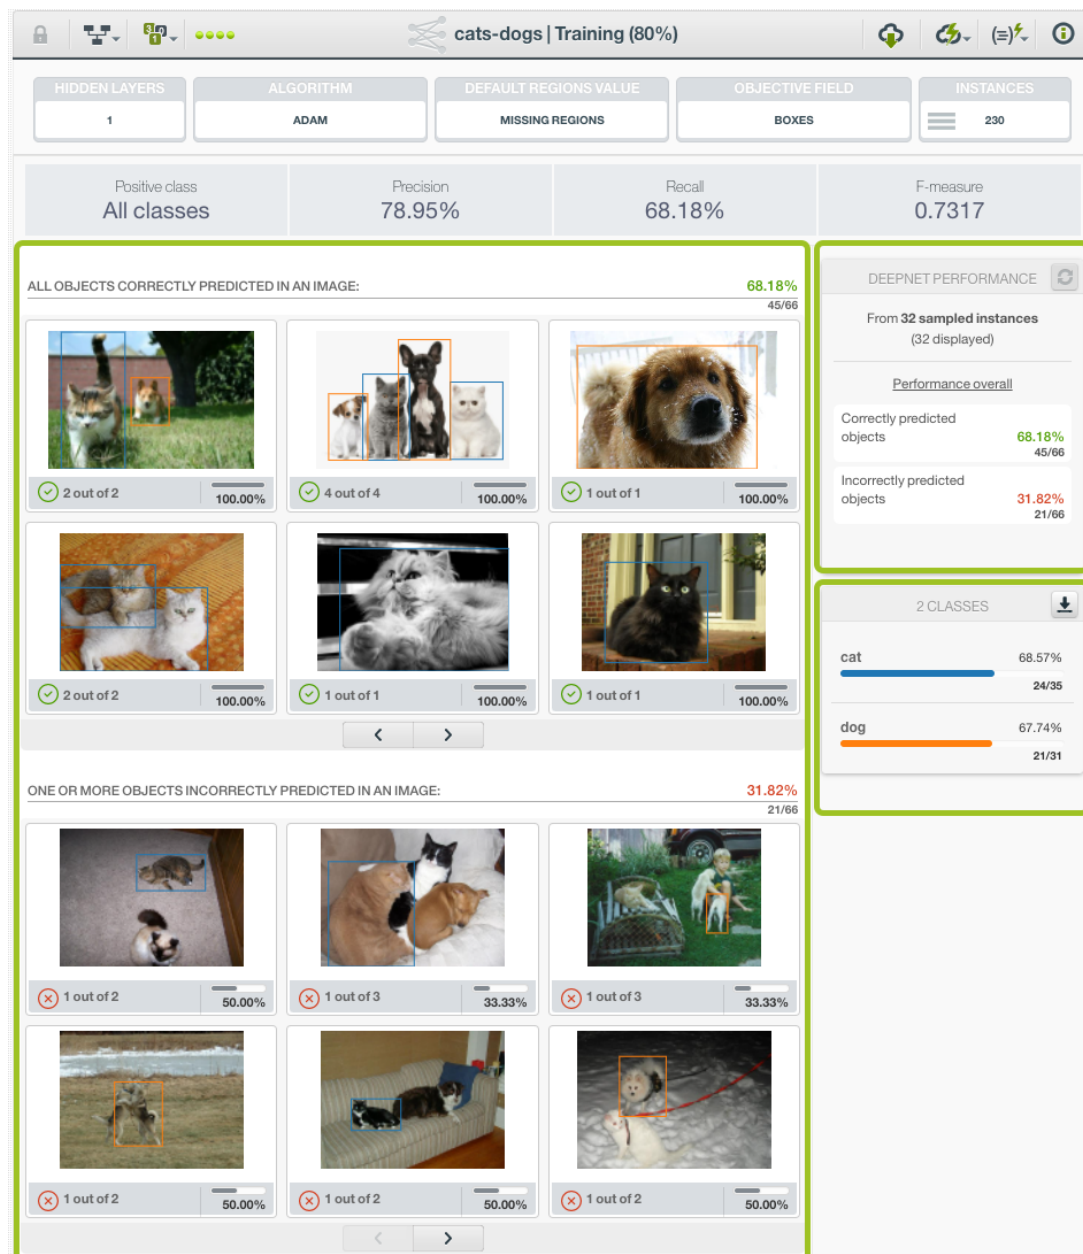 cats-dogs | Training (80%)
HIDDEN LAYERS
1
ALGORITHM
ADAM
DEFAULT REGIONS VALUE
MISSING REGIONS
OBJECTIVE FIELD
BOXES
INSTANCES
230
Positive class
All classes
Precision
78.95%
Recall
68.18%
F-measure
0.7317
ALL OBJECTS CORRECTLY PREDICTED IN AN IMAGE:
68.18%
45/66
2 out of 2
100.00%
4 out of 4
100.00%
1 out of 1
100.00%
2 out of 2
100.00%
1 out of 1
100.00%
1 out of 1
100.00%
ONE OR MORE OBJECTS INCORRECTLY PREDICTED IN AN IMAGE:
31.82%
21/66
1 out of 2
50.00%
1 out of 3
33.33%
1 out of 3
33.33%
1 out of 2
50.00%
1 out of 2
50.00%
1 out of 2
50.00%
DEEPNET PERFORMANCE
From 32 sampled instances
(32 displayed)
Performance overall
Correctly predicted
objects
68.18%
45/66
Incorrectly predicted
objects
31.82%
21/66
2 CLASSES
cat
68.57%
24/35
dog
67.74%
21/31